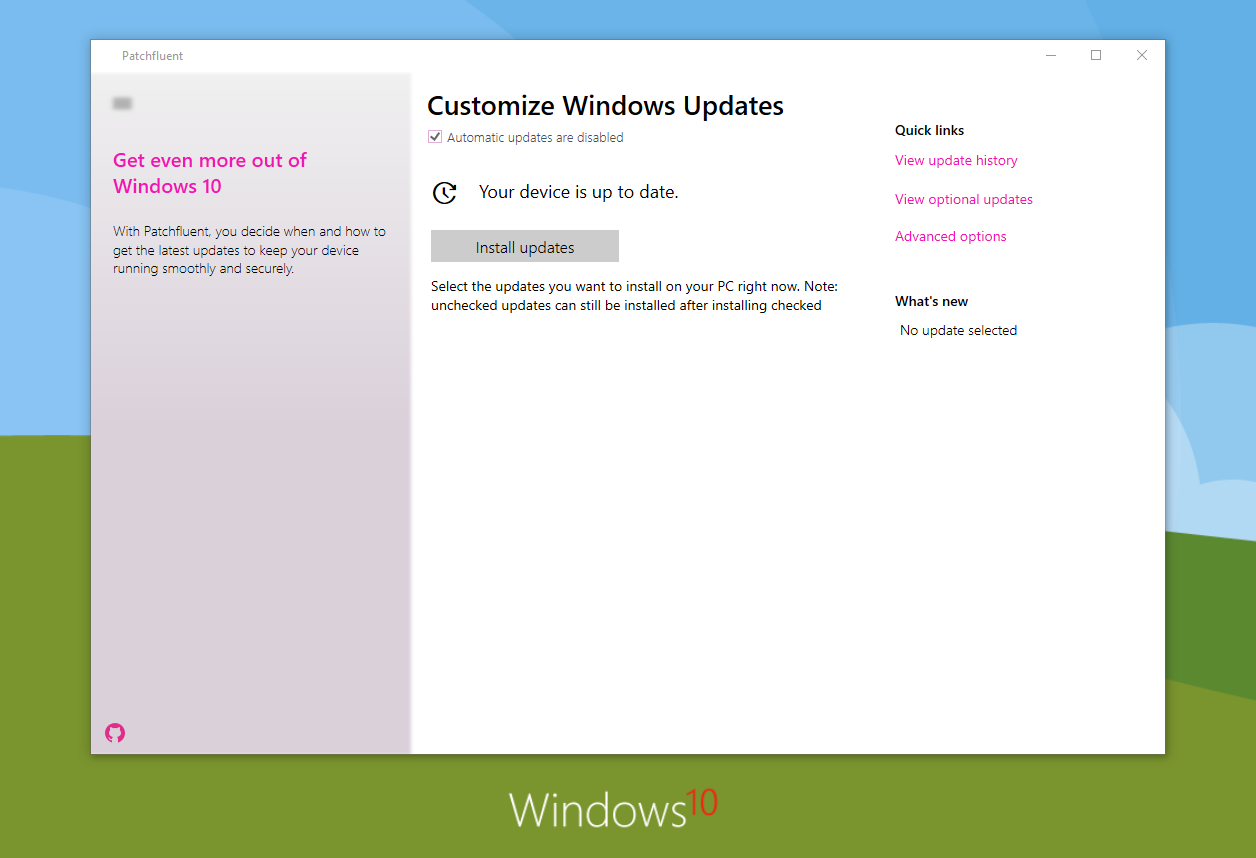 Patchfluent
Get even more out of
Windows 10
With Patchfluent, you decide when and how to
get the latest updates to keep your device
running smoothly and securely.
Customize Windows Updates
Automatic updates are disabled
Your device is up to date.
Install updates
Select the updates you want to install on your PC right now. Note:
unchecked updates can still be installed after installing checked
Quick links
View update history
View optional updates
Advanced options
What's new
No update selected
Windows10